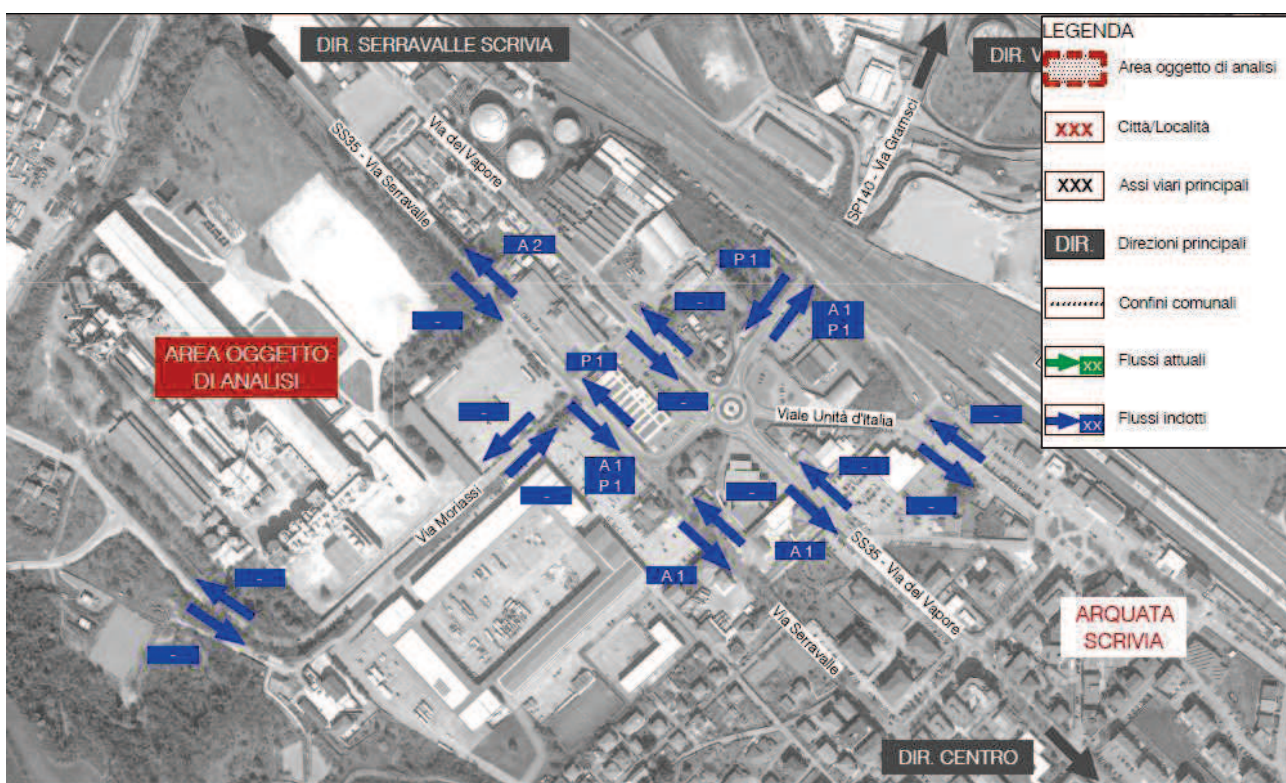 DIR. SERRAVALLE SCRIVIA
DIR. V
SS35 - Via Serravalle
Via del Vapore
SP140 - Via Gramsci
A 2
P 1
-
-
A 1
P 1
AREA OGGETTO
DI ANALISI
P 1
-
-
Viale Unità d'Italia
-
A 1
P 1
-
-
-
-
Via Moriassi
A 1
A 1
SS35 - Via del Vapore
Via Serravalle
-
-
ARQUATA
SCRIVIA
DIR. CENTRO
LEGENDA
Area oggetto di analisi
XXX
Città/Località
XXX
Assi viari principali
DIR.
Direzioni principali
Confini comunali
XX
Flussi attuali
XX
Flussi indotti